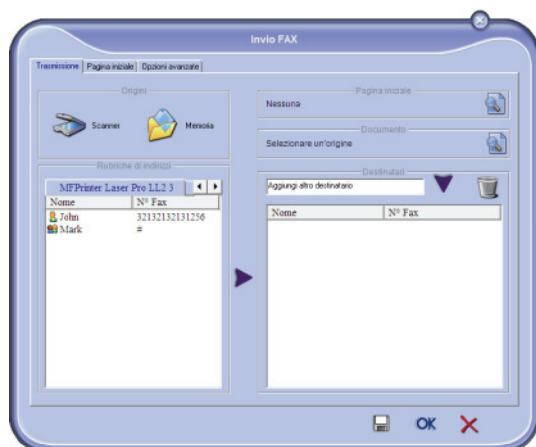 Invio FAX
Trasmissione Pagina iniziale Opzioni avanzate
Origini
Scanner Memoria
Pagina iniziale
Nessuna
Documento
Selezionare un'origine
Rubriche di indirizzi
MFPrinter Laser Pro LL2 3
Nome N° Fax
John 32132132131256
Mark #
Destinatari
Aggiungi altro destinatario
Nome N° Fax
OK